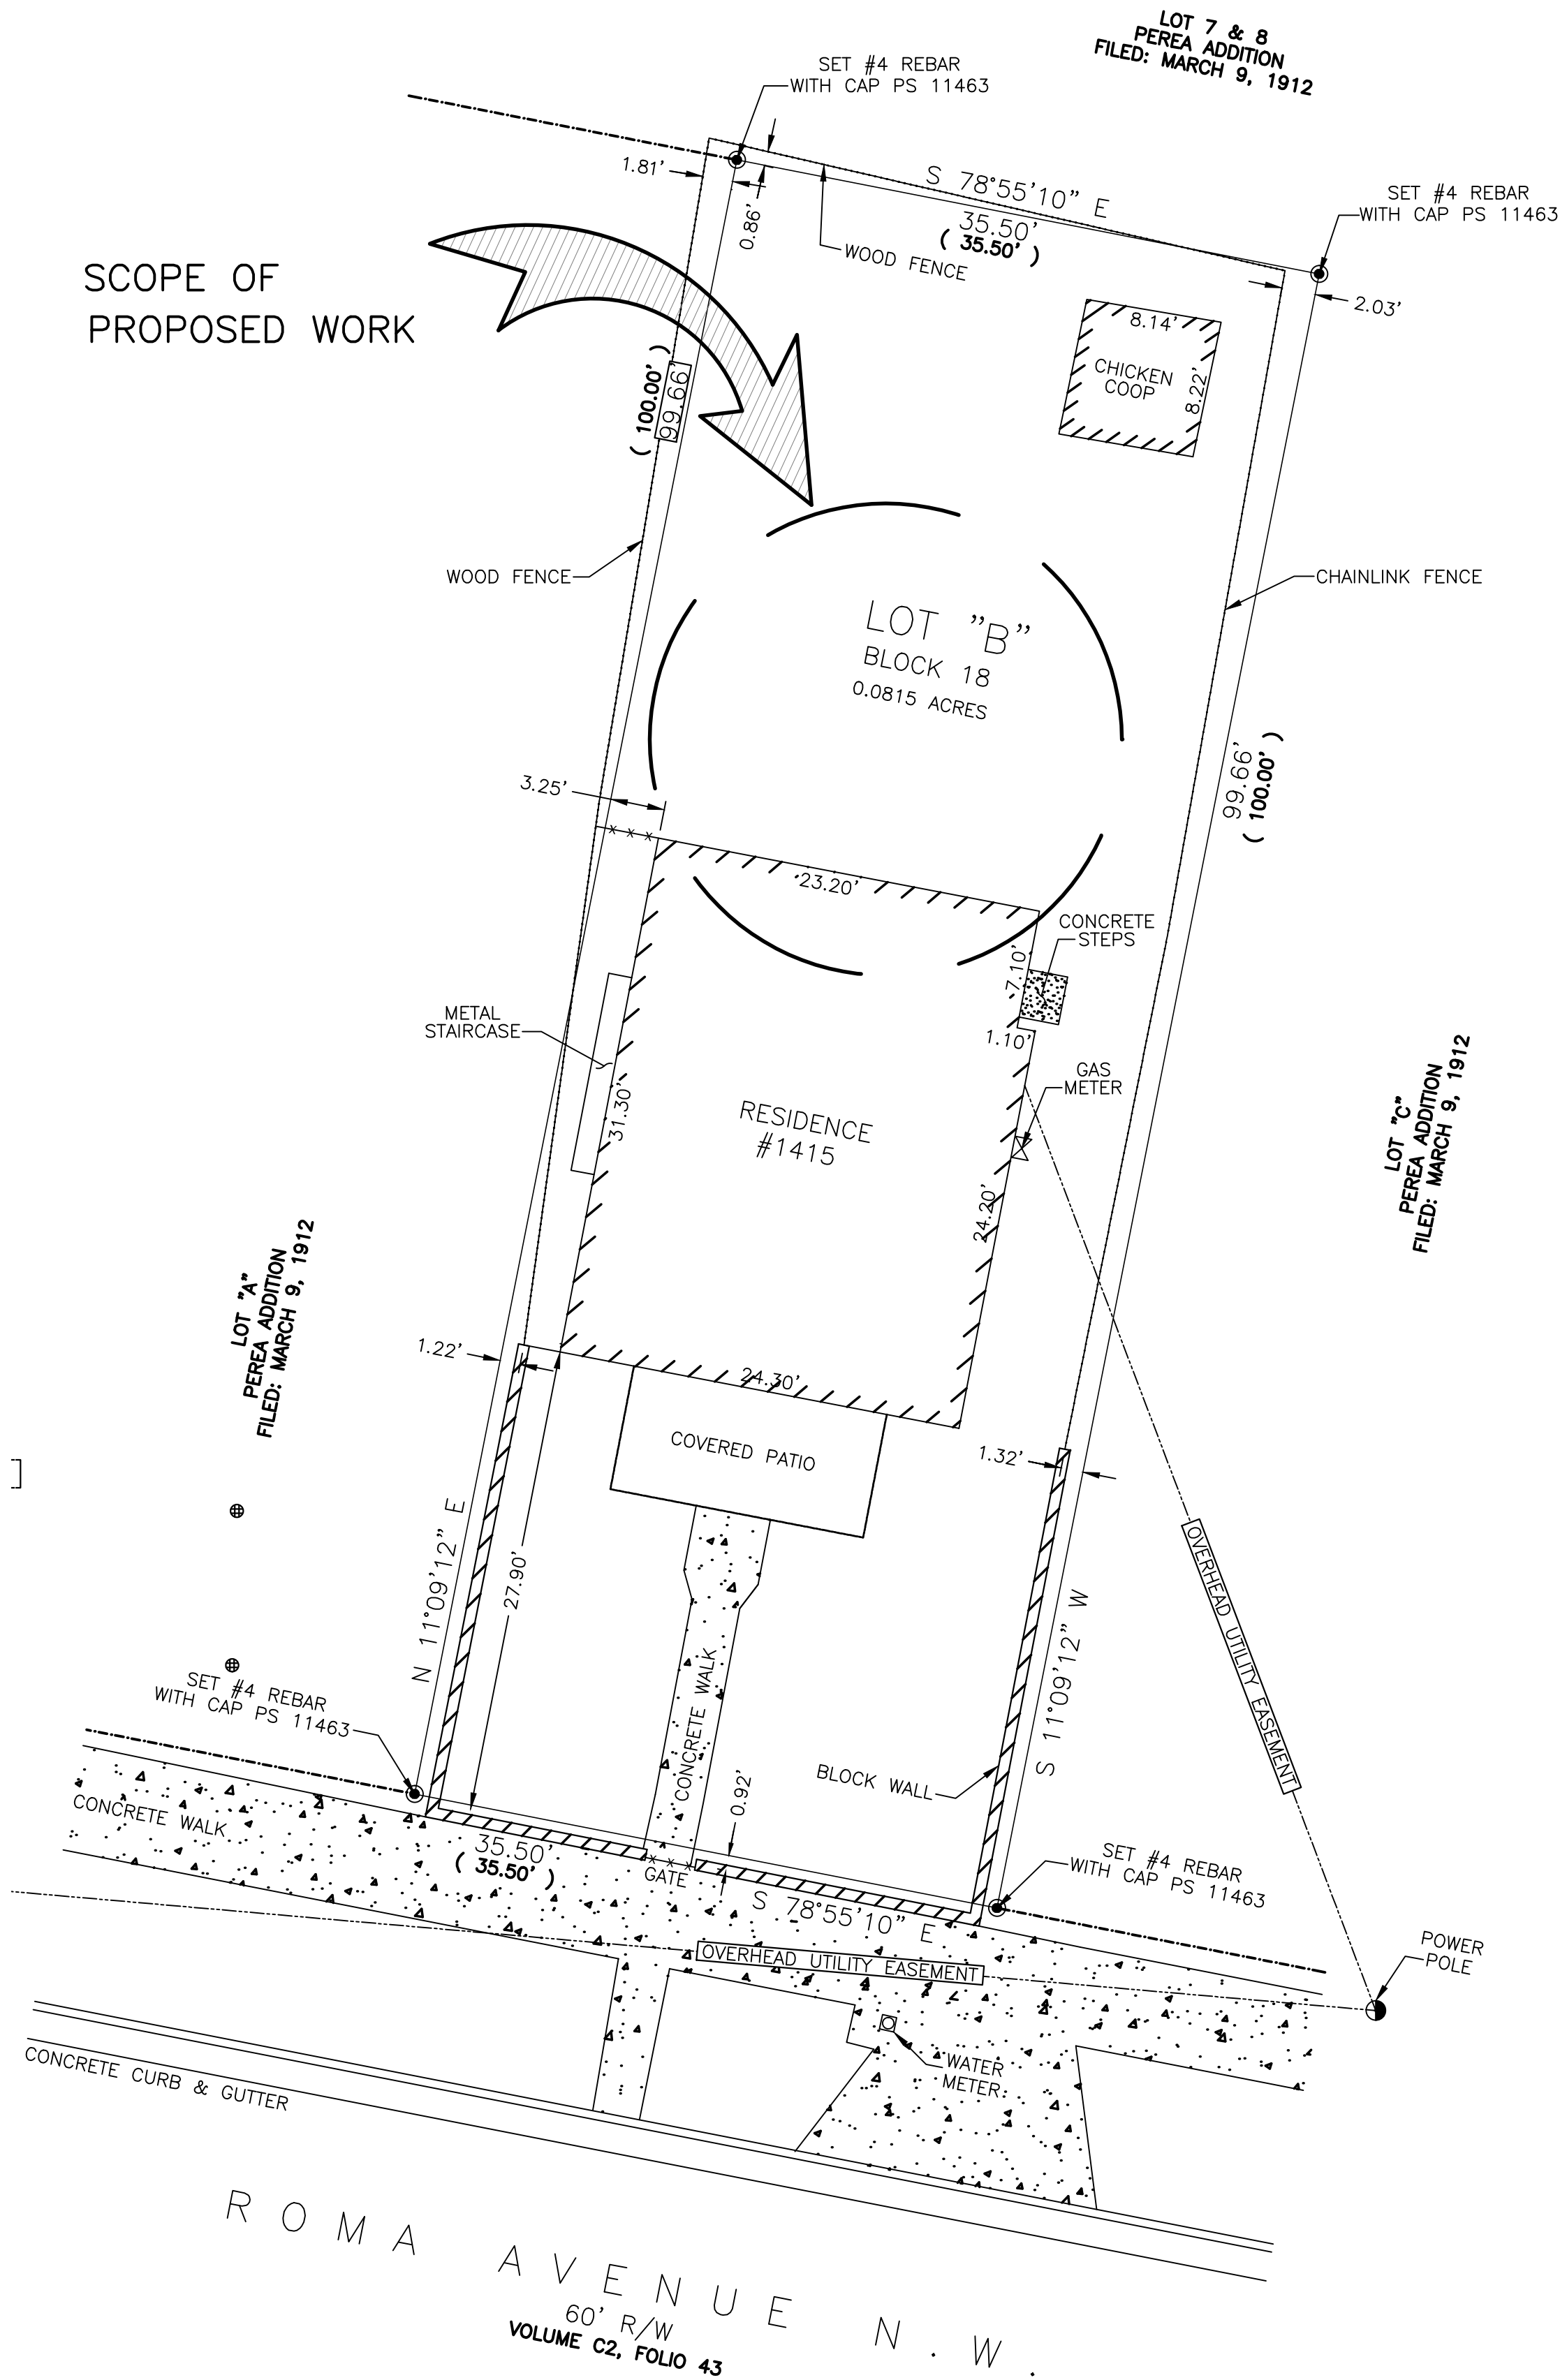 LOT 7 & 8
PEREA ADDITION
FILED: MARCH 9, 1912
SET #4 REBAR
WITH CAP PS 11463
1.81'
0.86'
S 78°55'10" E
35.50'
( 35.50' )
WOOD FENCE
SET #4 REBAR
WITH CAP PS 11463
2.03'
SCOPE OF
PROPOSED WORK
8.14'
CHICKEN
COOP
8.22'
( 100.00' )
99.66'
WOOD FENCE
CHAINLINK FENCE
LOT "B"
BLOCK 18
0.0815 ACRES
99.66'
( 100.00' )
3.25'
x x x
23.20'
CONCRETE
STEPS
7.10'
1.10'
METAL
STAIRCASE
GAS
METER
31.30'
RESIDENCE
#1415
24.20'
LOT "C"
PEREA ADDITION
FILED: MARCH 9, 1912
LOT "A"
PEREA ADDITION
FILED: MARCH 9, 1912
1.22'
24.30'
COVERED PATIO
1.32'
N 11°09'12" E
27.90'
OVERHEAD UTILITY EASEMENT
S 11°09'12" W
SET #4 REBAR
WITH CAP PS 11463
CONCRETE WALK
BLOCK WALL
0.92'
CONCRETE WALK
35.50'
( 35.50' )
x x x
GATE
S 78°55'10" E
SET #4 REBAR
WITH CAP PS 11463
OVERHEAD UTILITY EASEMENT
POWER
POLE
WATER
METER
CONCRETE CURB & GUTTER
ROMA AVENUE N.W.
60' R/W
VOLUME C2, FOLIO 43